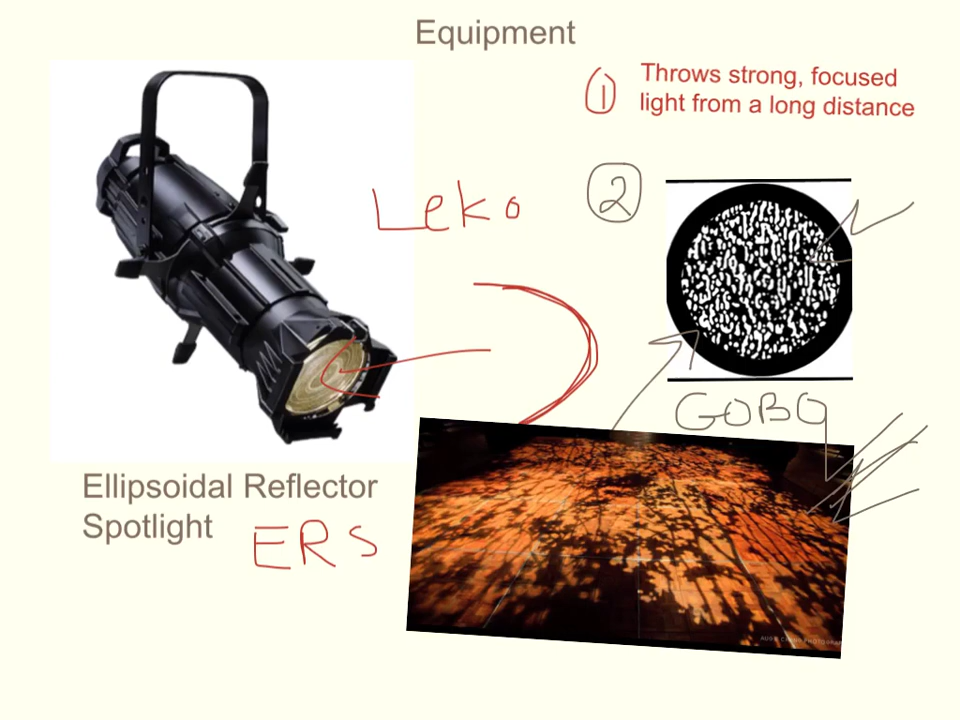 Equipment
① Throws strong, focused
light from a long distance
Leko
2
GOBO
Ellipsoidal Reflector
Spotlight
ERS